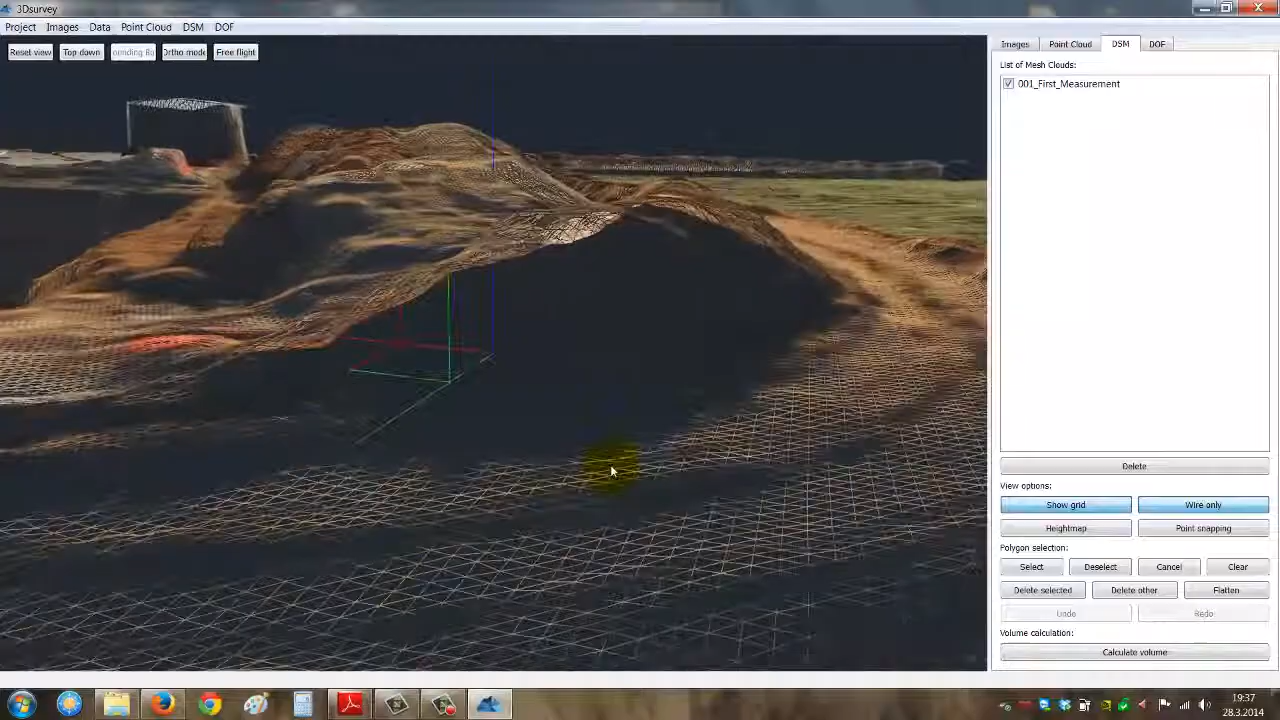 3Dsurvey
Project Images Data Point Cloud DSM DOF
Reset view Top down ounding Bo Ortho mode Free flight
Images Point Cloud DSM DOF
List of Mesh Clouds:
001_First_Measurement
Delete
View options:
Show grid Wire only
Heightmap Point snapping
Polygon selection:
Select Deselect Cancel Clear
Delete selected Delete other Flatten
Undo Redo
Volume calculation:
Calculate volume
19:37
28.3.2014